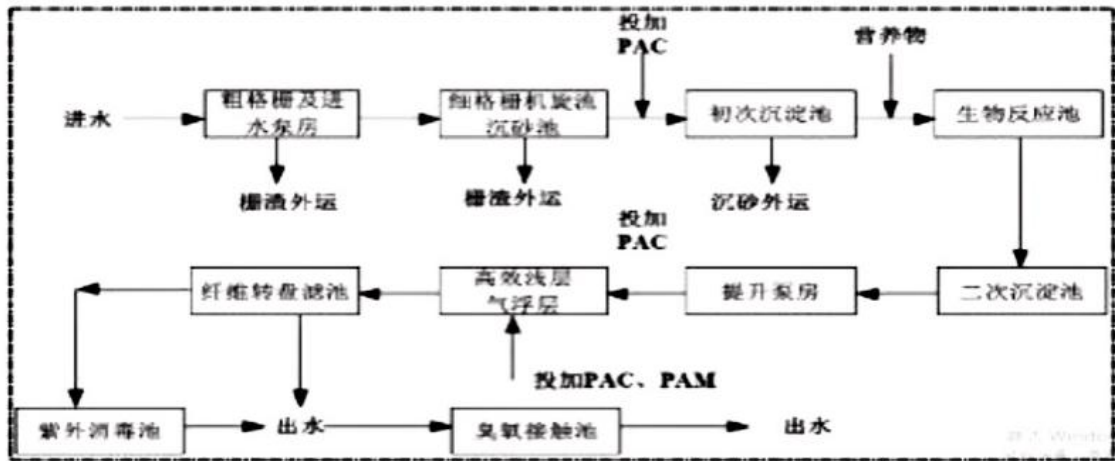 投加
PAC
营养物
进水
粗格栅及进
水泵房
细格栅机旋流
沉砂池
初次沉淀池
生物反应池
栅渣外运
栅渣外运
沉砂外运
投加
PAC
纤维转盘滤池
高效浅层
气浮层
提升泵房
二次沉淀池
投加PAC、PAM
紫外消毒池
出水
臭氧接触池
出水